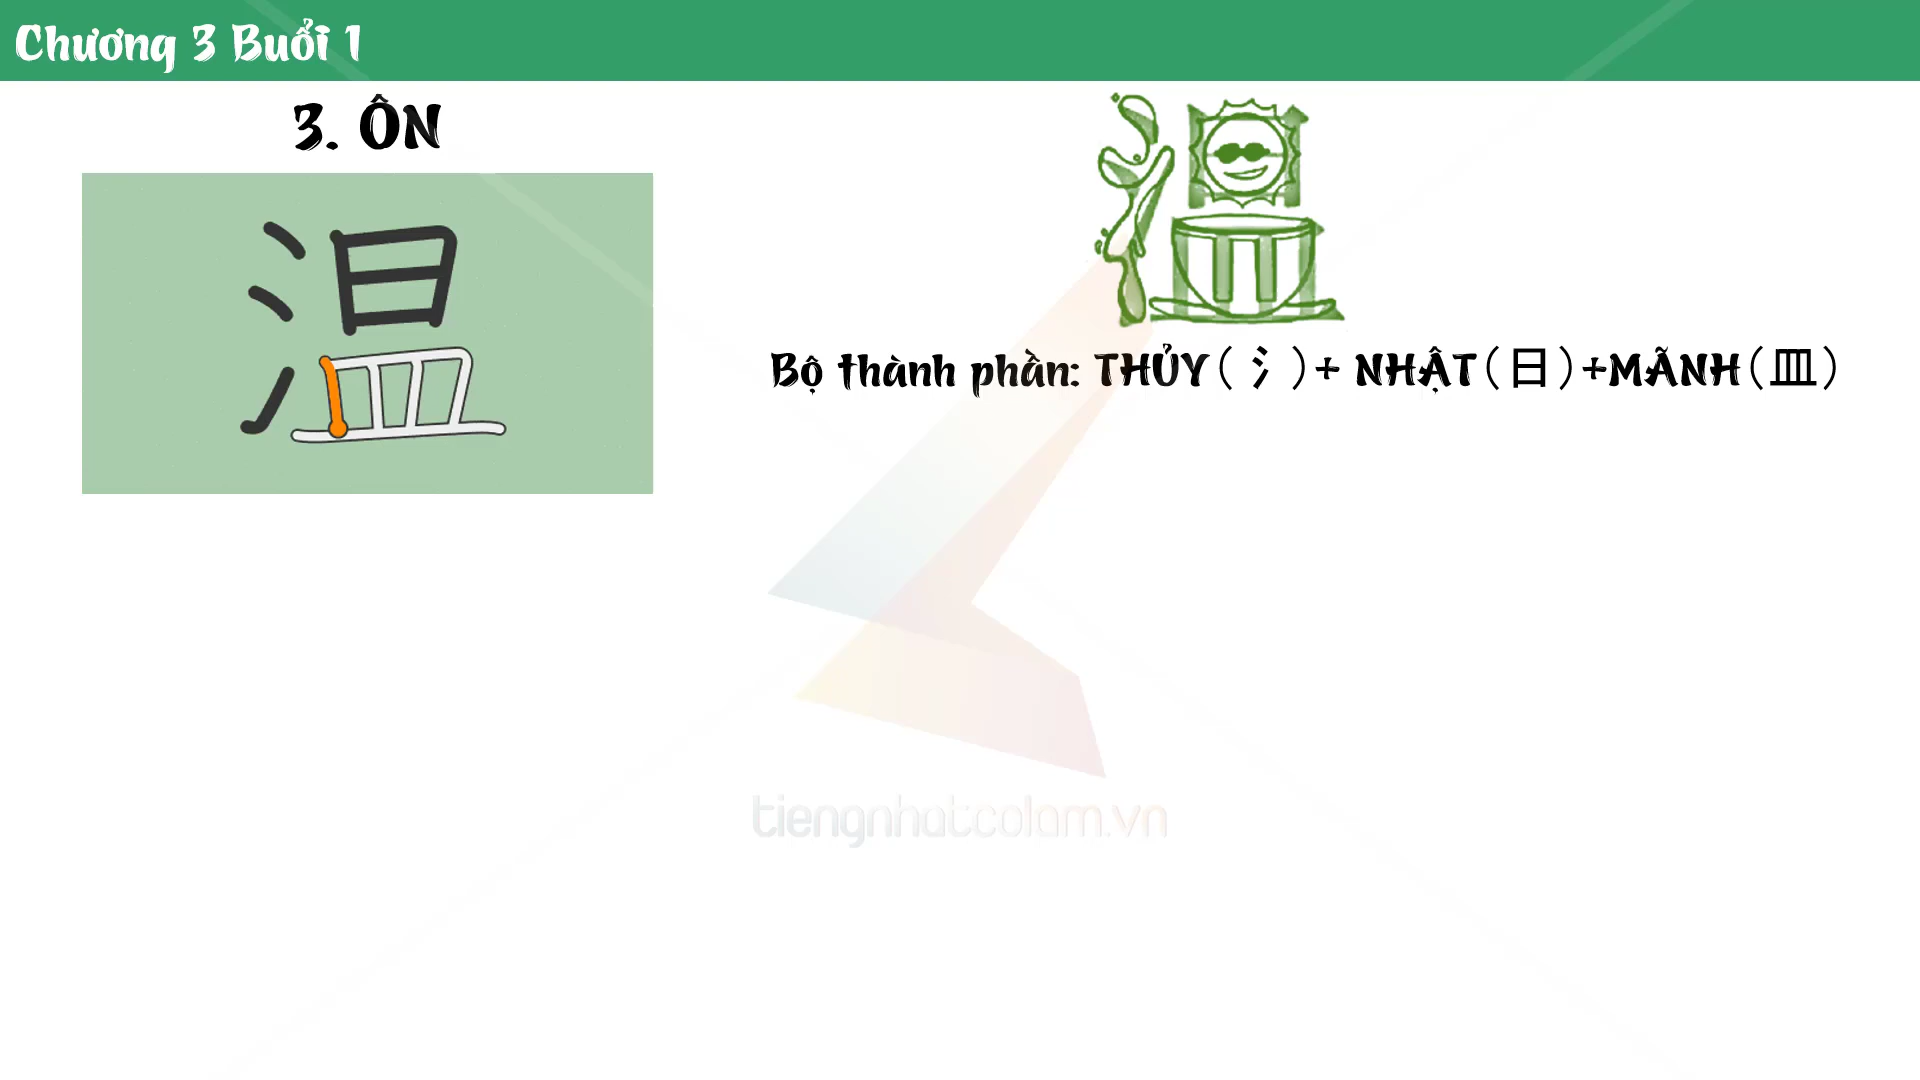 Chương 3 Buổi 1
3. ÔN
温
Bộ thành phần: THỦY(氵)+ NHẬT(日)+MÃNH(皿)
tiengnhatcolam.vn